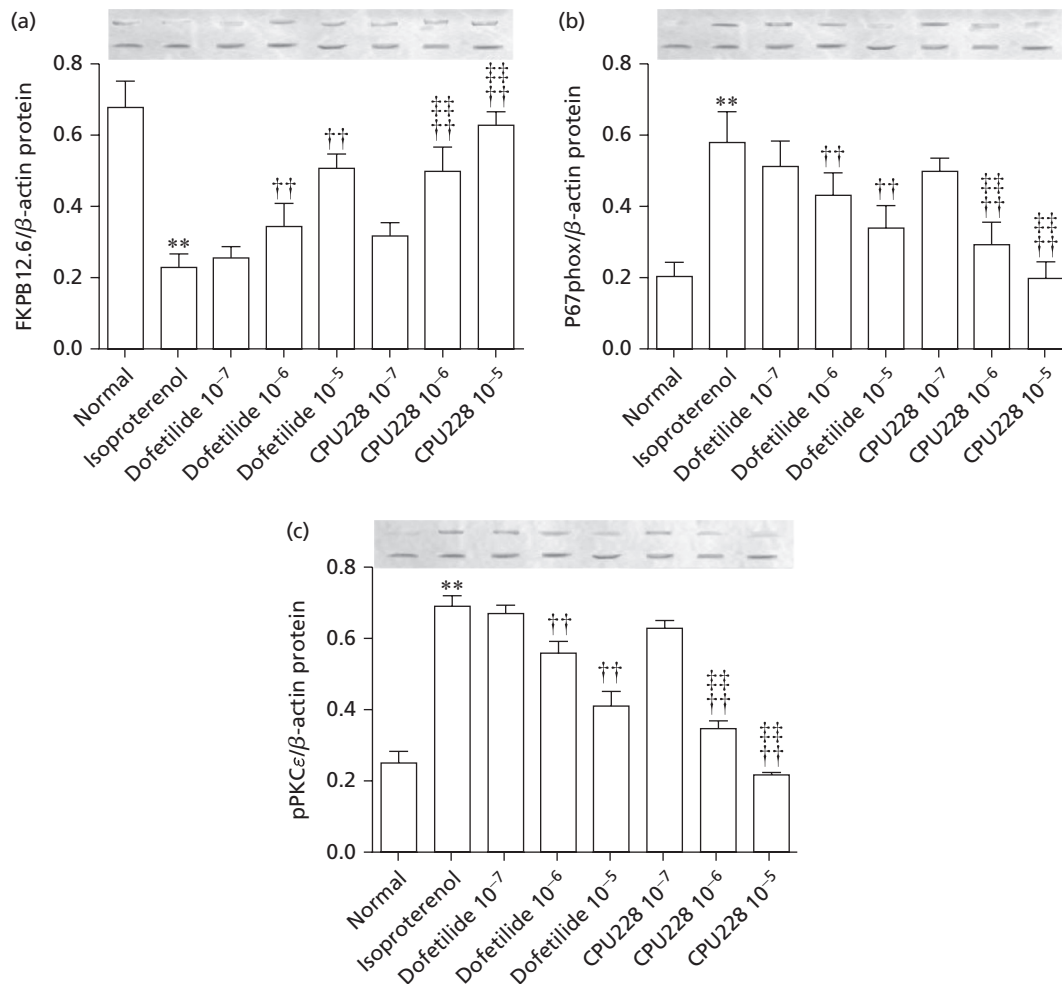 (a)
FKPB12.6/β-actin protein
0.8
0.6
0.4
0.2
0.0
**
††
††
‡‡
‡‡
††
‡‡
‡‡
††
Normal
Isoproterenol
Dofetilide 10⁻⁷
Dofetilide 10⁻⁶
Dofetilide 10⁻⁵
CPU228 10⁻⁷
CPU228 10⁻⁶
CPU228 10⁻⁵
(b)
P67phox/β-actin protein
0.8
0.6
0.4
0.2
0.0
**
††
††
‡‡
‡‡
††
‡‡
‡‡
††
Normal
Isoproterenol
Dofetilide 10⁻⁷
Dofetilide 10⁻⁶
Dofetilide 10⁻⁵
CPU228 10⁻⁷
CPU228 10⁻⁶
CPU228 10⁻⁵
(c)
pPKCε/β-actin protein
0.8
0.6
0.4
0.2
0.0
**
††
††
‡‡
‡‡
††
‡‡
‡‡
††
Normal
Isoproterenol
Dofetilide 10⁻⁷
Dofetilide 10⁻⁶
Dofetilide 10⁻⁵
CPU228 10⁻⁷
CPU228 10⁻⁶
CPU228 10⁻⁵